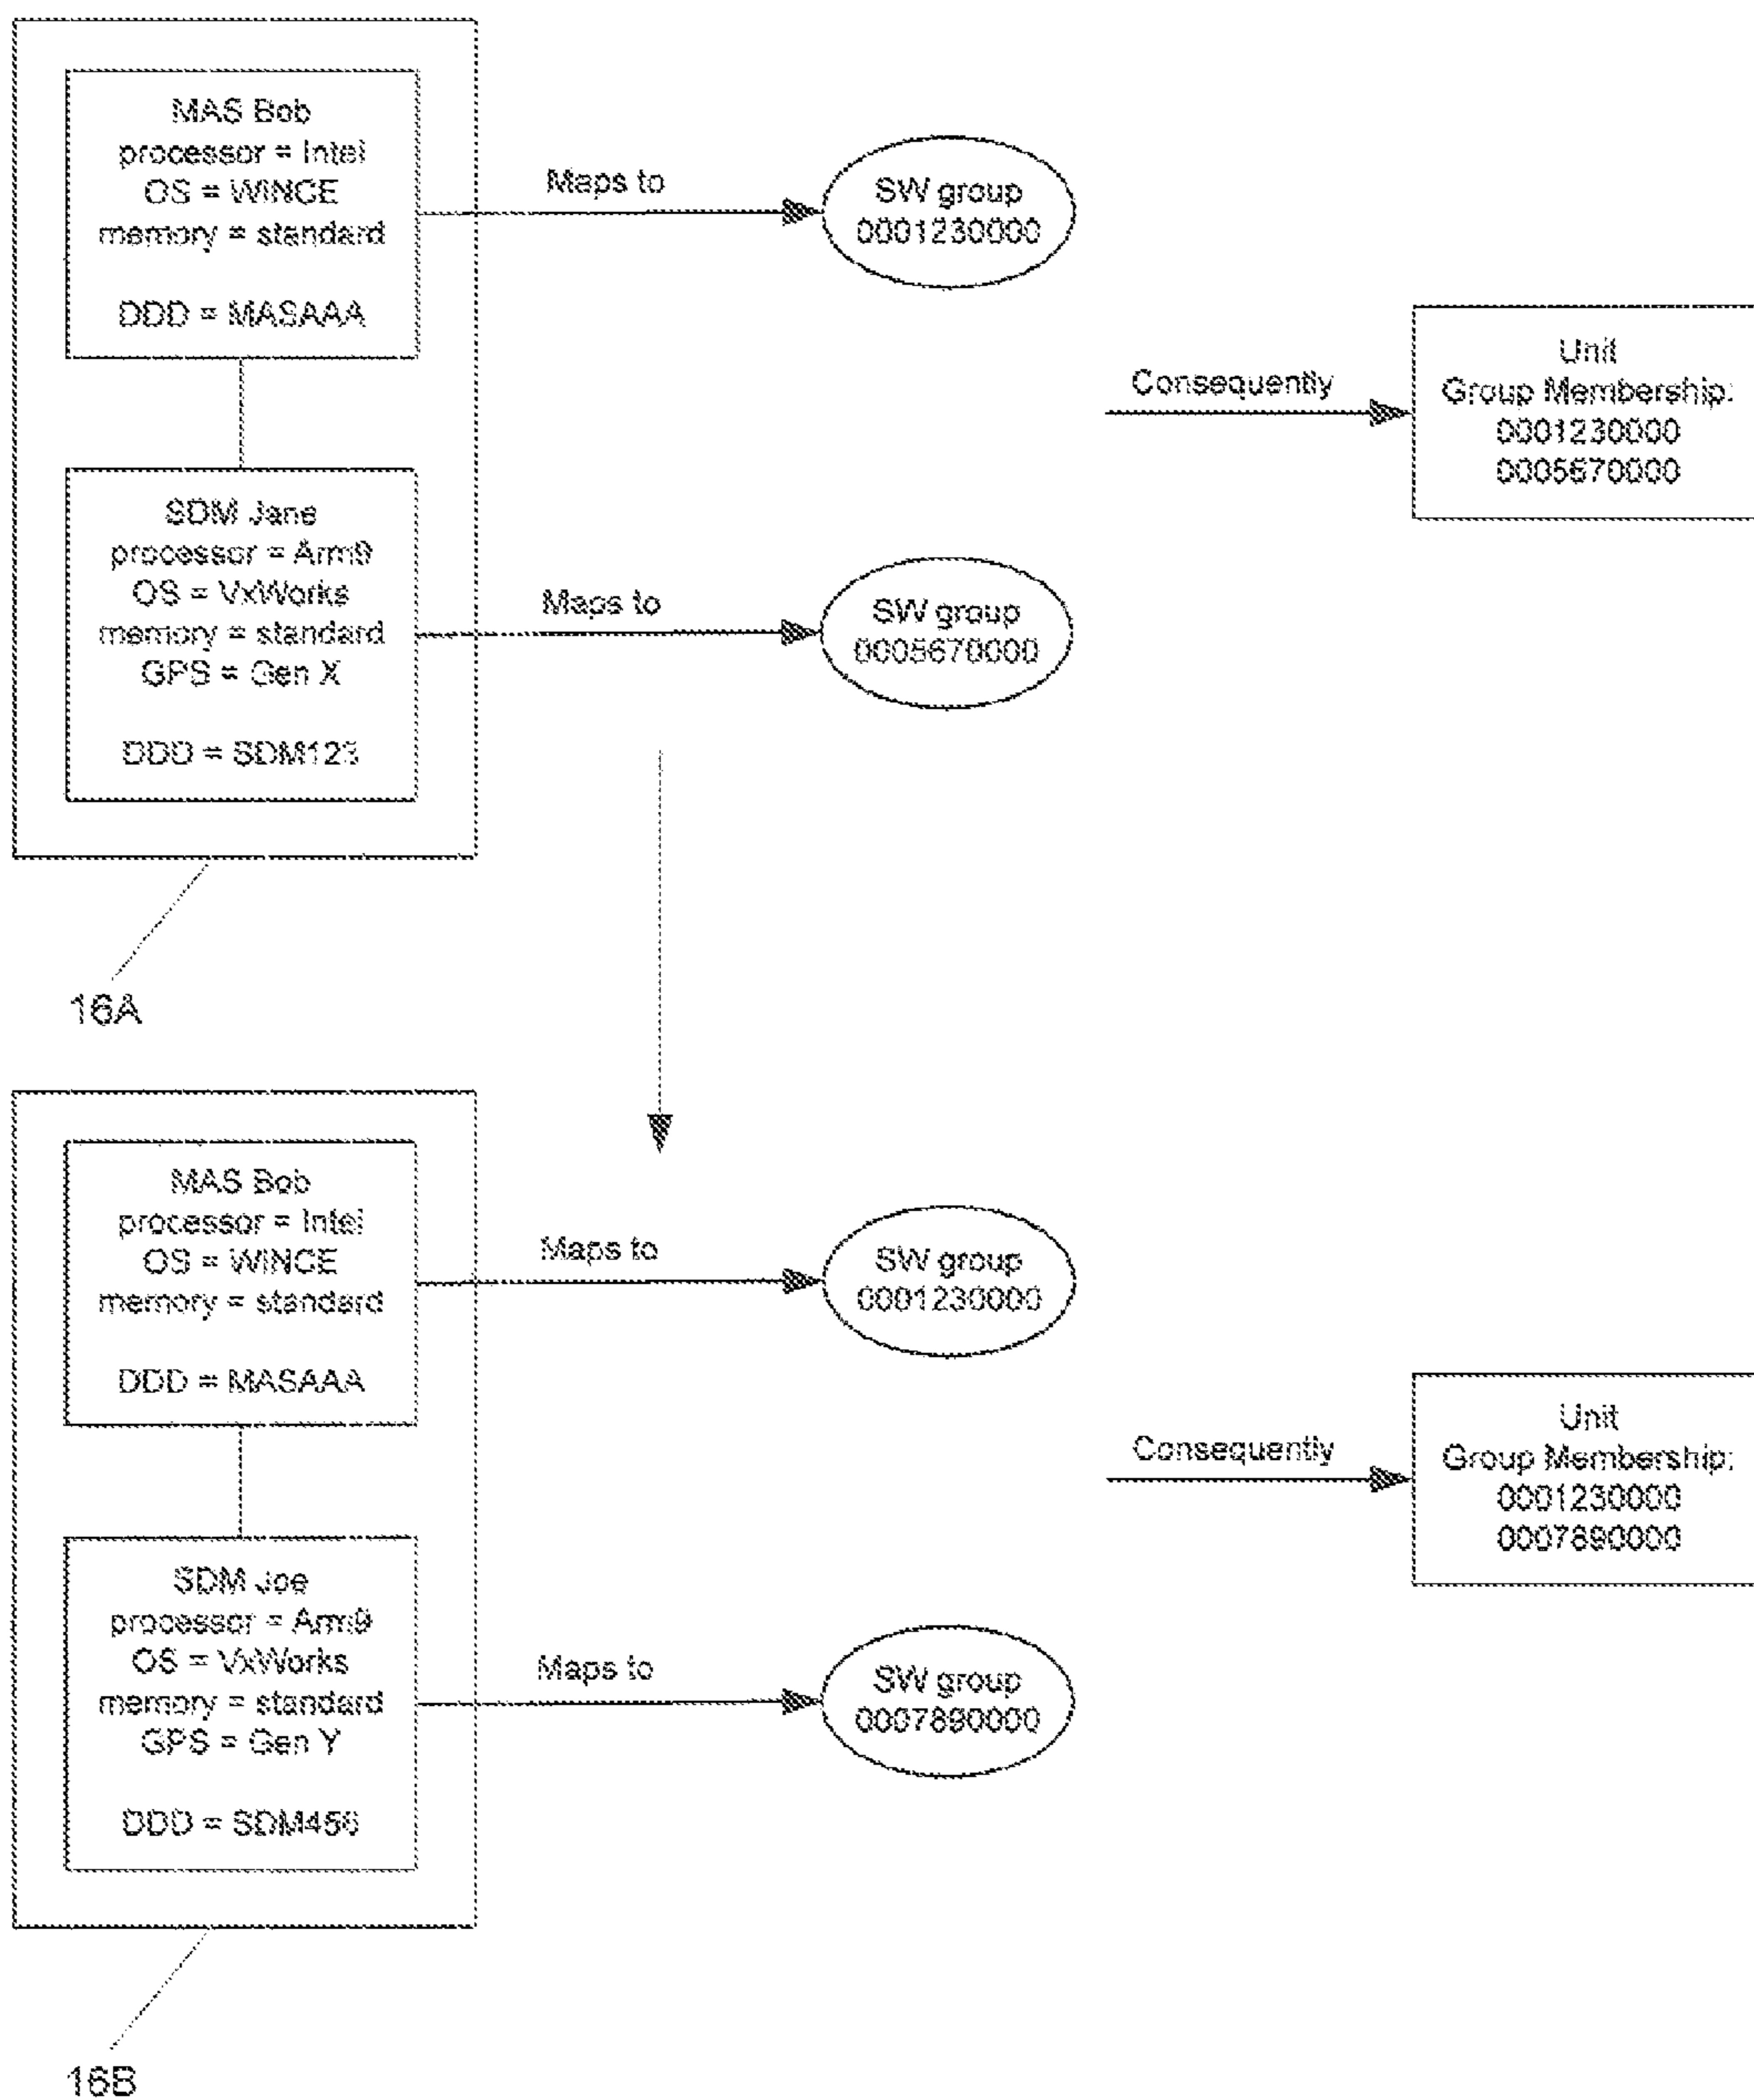 MAS Bob
processor = Intel
OS = WINCE
memory = standard
DDD = MASAAA
Maps to
SW group
0001230000
Consequently
Unit
Group Membership:
0001230000
0005670000
SDM Jane
processor = Arm9
OS = VxWorks
memory = standard
GPS = Gen X
DDD = SDM123
Maps to
SW group
0005670000
16A
MAS Bob
processor = Intel
OS = WINCE
memory = standard
DDD = MASAAA
Maps to
SW group
0001230000
Consequently
Unit
Group Membership:
0001230000
0007890000
SDM Joe
processor = Arm9
OS = VxWorks
memory = standard
GPS = Gen Y
DDD = SDM456
Maps to
SW group
0007890000
16B